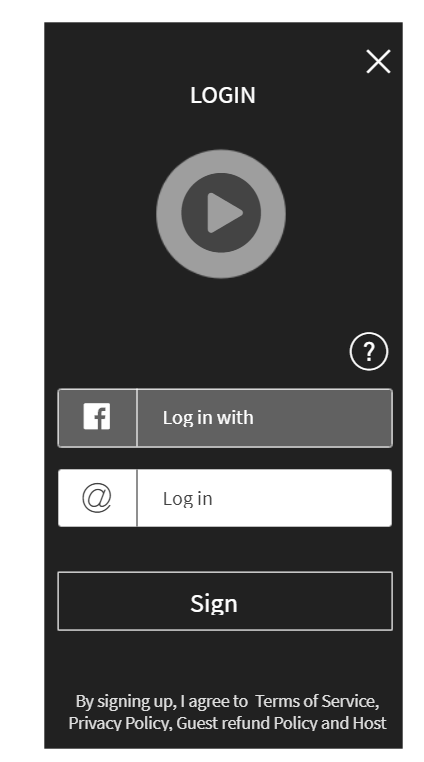 LOGIN
?
Log in with
@
Log in
Sign
By signing up, I agree to Terms of Service,
Privacy Policy, Guest refund Policy and Host